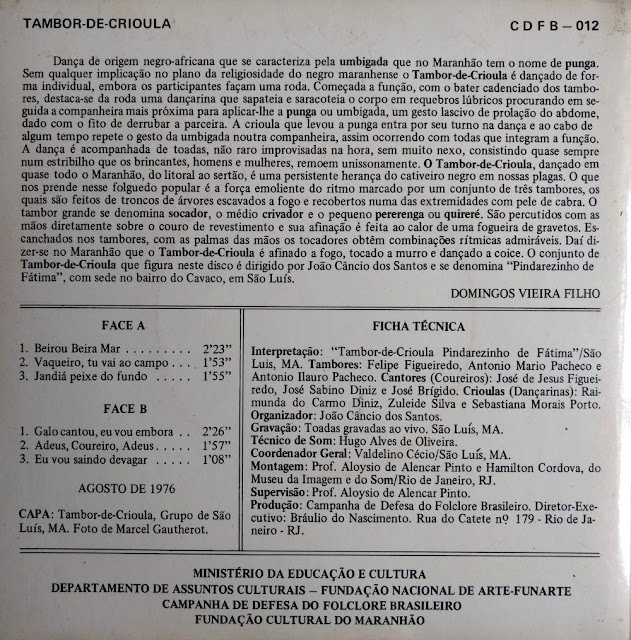 TAMBOR-DE-CRIOULA
CDFB — 012
Dança de origem negro-africana que se caracteriza pela umbigada que no Maranhão tem o nome de punga.
Sem qualquer implicação no plano da religiosidade do negro maranhense o Tambor-de-Crioula é dançado de for-
ma individual, embora os participantes façam uma roda. Começada a função, com o bater cadenciado dos tambo-
res, destaca-se da roda uma dançarina que sapateia e saracoteia o corpo em requebros lúbricos procurando em se-
guida a companheira mais próxima para aplicar-lhe a punga ou umbigada, um gesto lascivo de prolação do abdome,
dado com o fito de derrubar a parceira. A crioula que levou a punga entra por seu turno na dança e ao cabo de
algum tempo repete o gesto da umbigada noutra companheira, assim ocorrendo com todas que integram a função.
A dança é acompanhada de toadas, não raro improvisadas na hora, sem muito nexo, consistindo quase sempre
num estribilho que os brincantes, homens e mulheres, remoem unissonamente. O Tambor-de-Crioula, dançado em
quase todo o Maranhão, do litoral ao sertão, é uma persistente herança do cativeiro negro em nossas plagas. O que
nos prende nesse folguedo popular é a força emoliente do ritmo marcado por um conjunto de três tambores, os
quais são feitos de troncos de árvores escavados a fogo e recobertos numa das extremidades com pele de cabra. O
tambor grande se denomina socador, o médio crivador e o pequeno pererenga ou quireré. São percutidos com as
mãos diretamente sobre o couro de revestimento e sua afinação é feita ao calor de uma fogueira de gravetos. Es-
canchados nos tambores, com as palmas das mãos os tocadores obtêm combinações rítmicas admiráveis. Daí di-
zer-se no Maranhão que o Tambor-de-Crioula é afinado a fogo, tocado a murro e dançado a coice. O conjunto de
Tambor-de-Crioula que figura neste disco é dirigido por João Câncio dos Santos e se denomina "Pindarezinho de
Fátima", com sede no bairro do Cavaco, em São Luís.
DOMINGOS VIEIRA FILHO
FACE A
1. Beirou Beira Mar . . . . . . . . . 2'23"
2. Vaqueiro, tu vai ao campo . . . 1'53"
3. Jandiá peixe do fundo . . . . . 1'55"
FACE B
1. Galo cantou, eu vou embora . . 2'26"
2. Adeus, Coureiro, Adeus . . . . . 1'57"
3. Eu vou saindo devagar . . . . . 1'08"
AGOSTO DE 1976
CAPA: Tambor-de-Crioula, Grupo de São
Luís, MA. Foto de Marcel Gautherot.
FICHA TÉCNICA
Interpretação: "Tambor-de-Crioula Pindarezinho de Fátima"/São
Luis, MA. Tambores: Felipe Figueiredo, Antonio Mario Pacheco e
Antonio Ilauro Pacheco. Cantores (Coureiros): José de Jesus Figuei-
redo, José Sabino Diniz e José Brígido. Crioulas (Dançarinas): Rai-
munda do Carmo Diniz, Zuleide Silva e Sebastiana Morais Porto.
Organizador: João Câncio dos Santos.
Gravação: Toadas gravadas ao vivo. São Luís, MA.
Técnico de Som: Hugo Alves de Oliveira.
Coordenador Geral: Valdelino Cécio/São Luís, MA.
Montagem: Prof. Aloysio de Alencar Pinto e Hamilton Cordova, do
Museu da Imagem e do Som/Rio de Janeiro, RJ.
Supervisão: Prof. Aloysio de Alencar Pinto.
Produção: Campanha de Defesa do Folclore Brasileiro. Diretor-Exe-
cutivo: Bráulio do Nascimento. Rua do Catete nº 179 - Rio de Ja-
neiro - RJ.
MINISTÉRIO DA EDUCAÇÃO E CULTURA
DEPARTAMENTO DE ASSUNTOS CULTURAIS — FUNDAÇÃO NACIONAL DE ARTE-FUNARTE
CAMPANHA DE DEFESA DO FOLCLORE BRASILEIRO
FUNDAÇÃO CULTURAL DO MARANHÃO